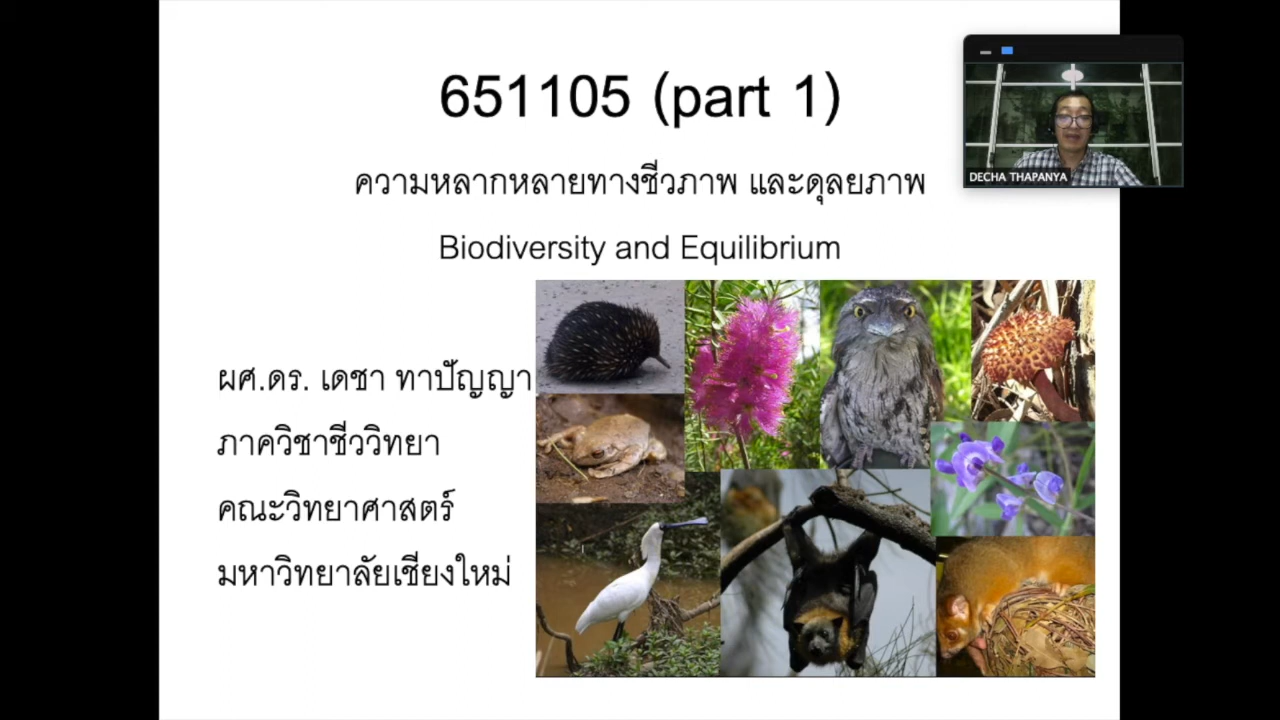 651105 (part 1)
ความหลากหลายทางชีวภาพ และดุลยภาพ
Biodiversity and Equilibrium
ผศ.ดร. เดชา ทาปัญญา
ภาควิชาชีววิทยา
คณะวิทยาศาสตร์
มหาวิทยาลัยเชียงใหม่
DECHA THAPANYA